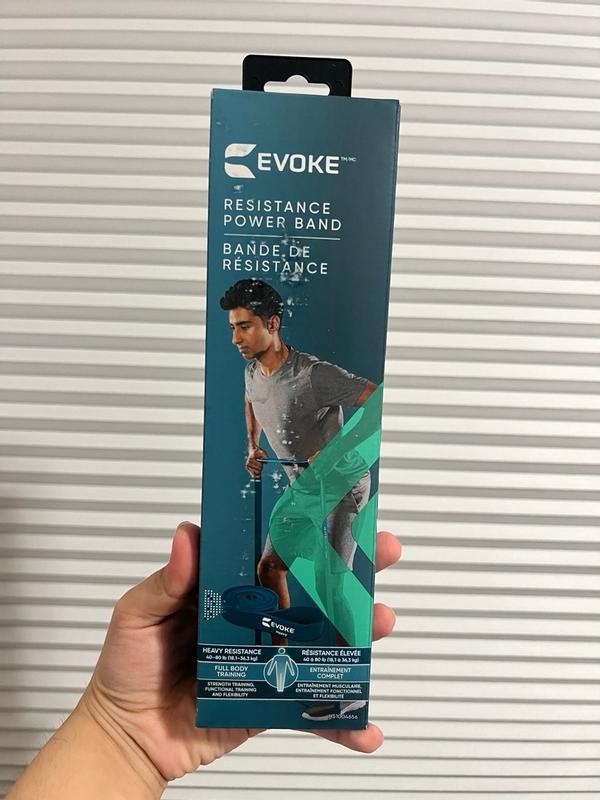 EVOKE TM/MC
RESISTANCE
POWER BAND
BANDE DE
RÉSISTANCE
EVOKE
HEAVY
HEAVY RESISTANCE
40–80 lb (18.1–36.3 kg)
FULL BODY
TRAINING
STRENGTH TRAINING,
FUNCTIONAL TRAINING
AND FLEXIBILITY
RÉSISTANCE ÉLEVÉE
40 à 80 lb (18,1 à 36,3 kg)
ENTRAÎNEMENT
COMPLET
ENTRAÎNEMENT MUSCULAIRE,
ENTRAÎNEMENT FONCTIONNEL
ET FLEXIBILITÉ
HS1004656